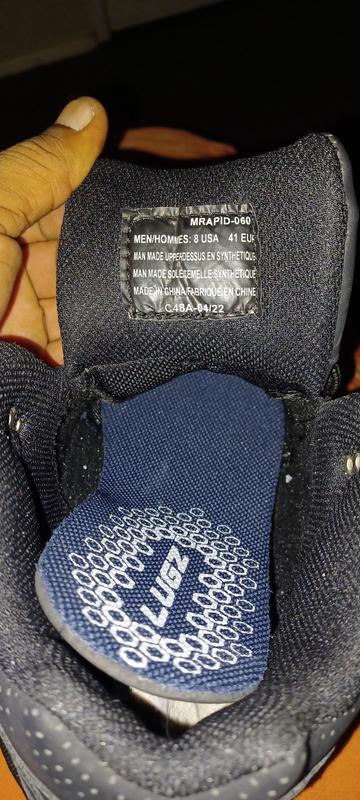 MRAPID-060
MEN/HOMMES: 8 USA 41 EUR
MAN MADE UPPER/DESSUS EN SYNTHETIQUE
MAN MADE SOLE/SEMELLE SYNTHETIQUE
MADE IN CHINA/FABRIQUE EN CHINE
C4BA-04/22
LUGZ